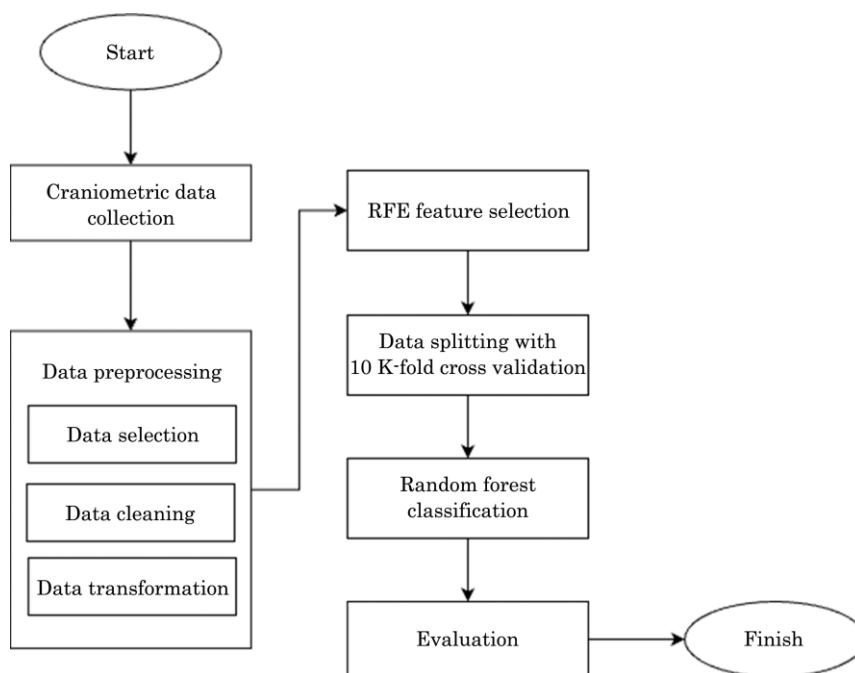 Start
Craniometric data
collection
Data preprocessing
Data selection
Data cleaning
Data transformation
RFE feature selection
Data splitting with
10 K-fold cross validation
Random forest
classification
Evaluation
Finish